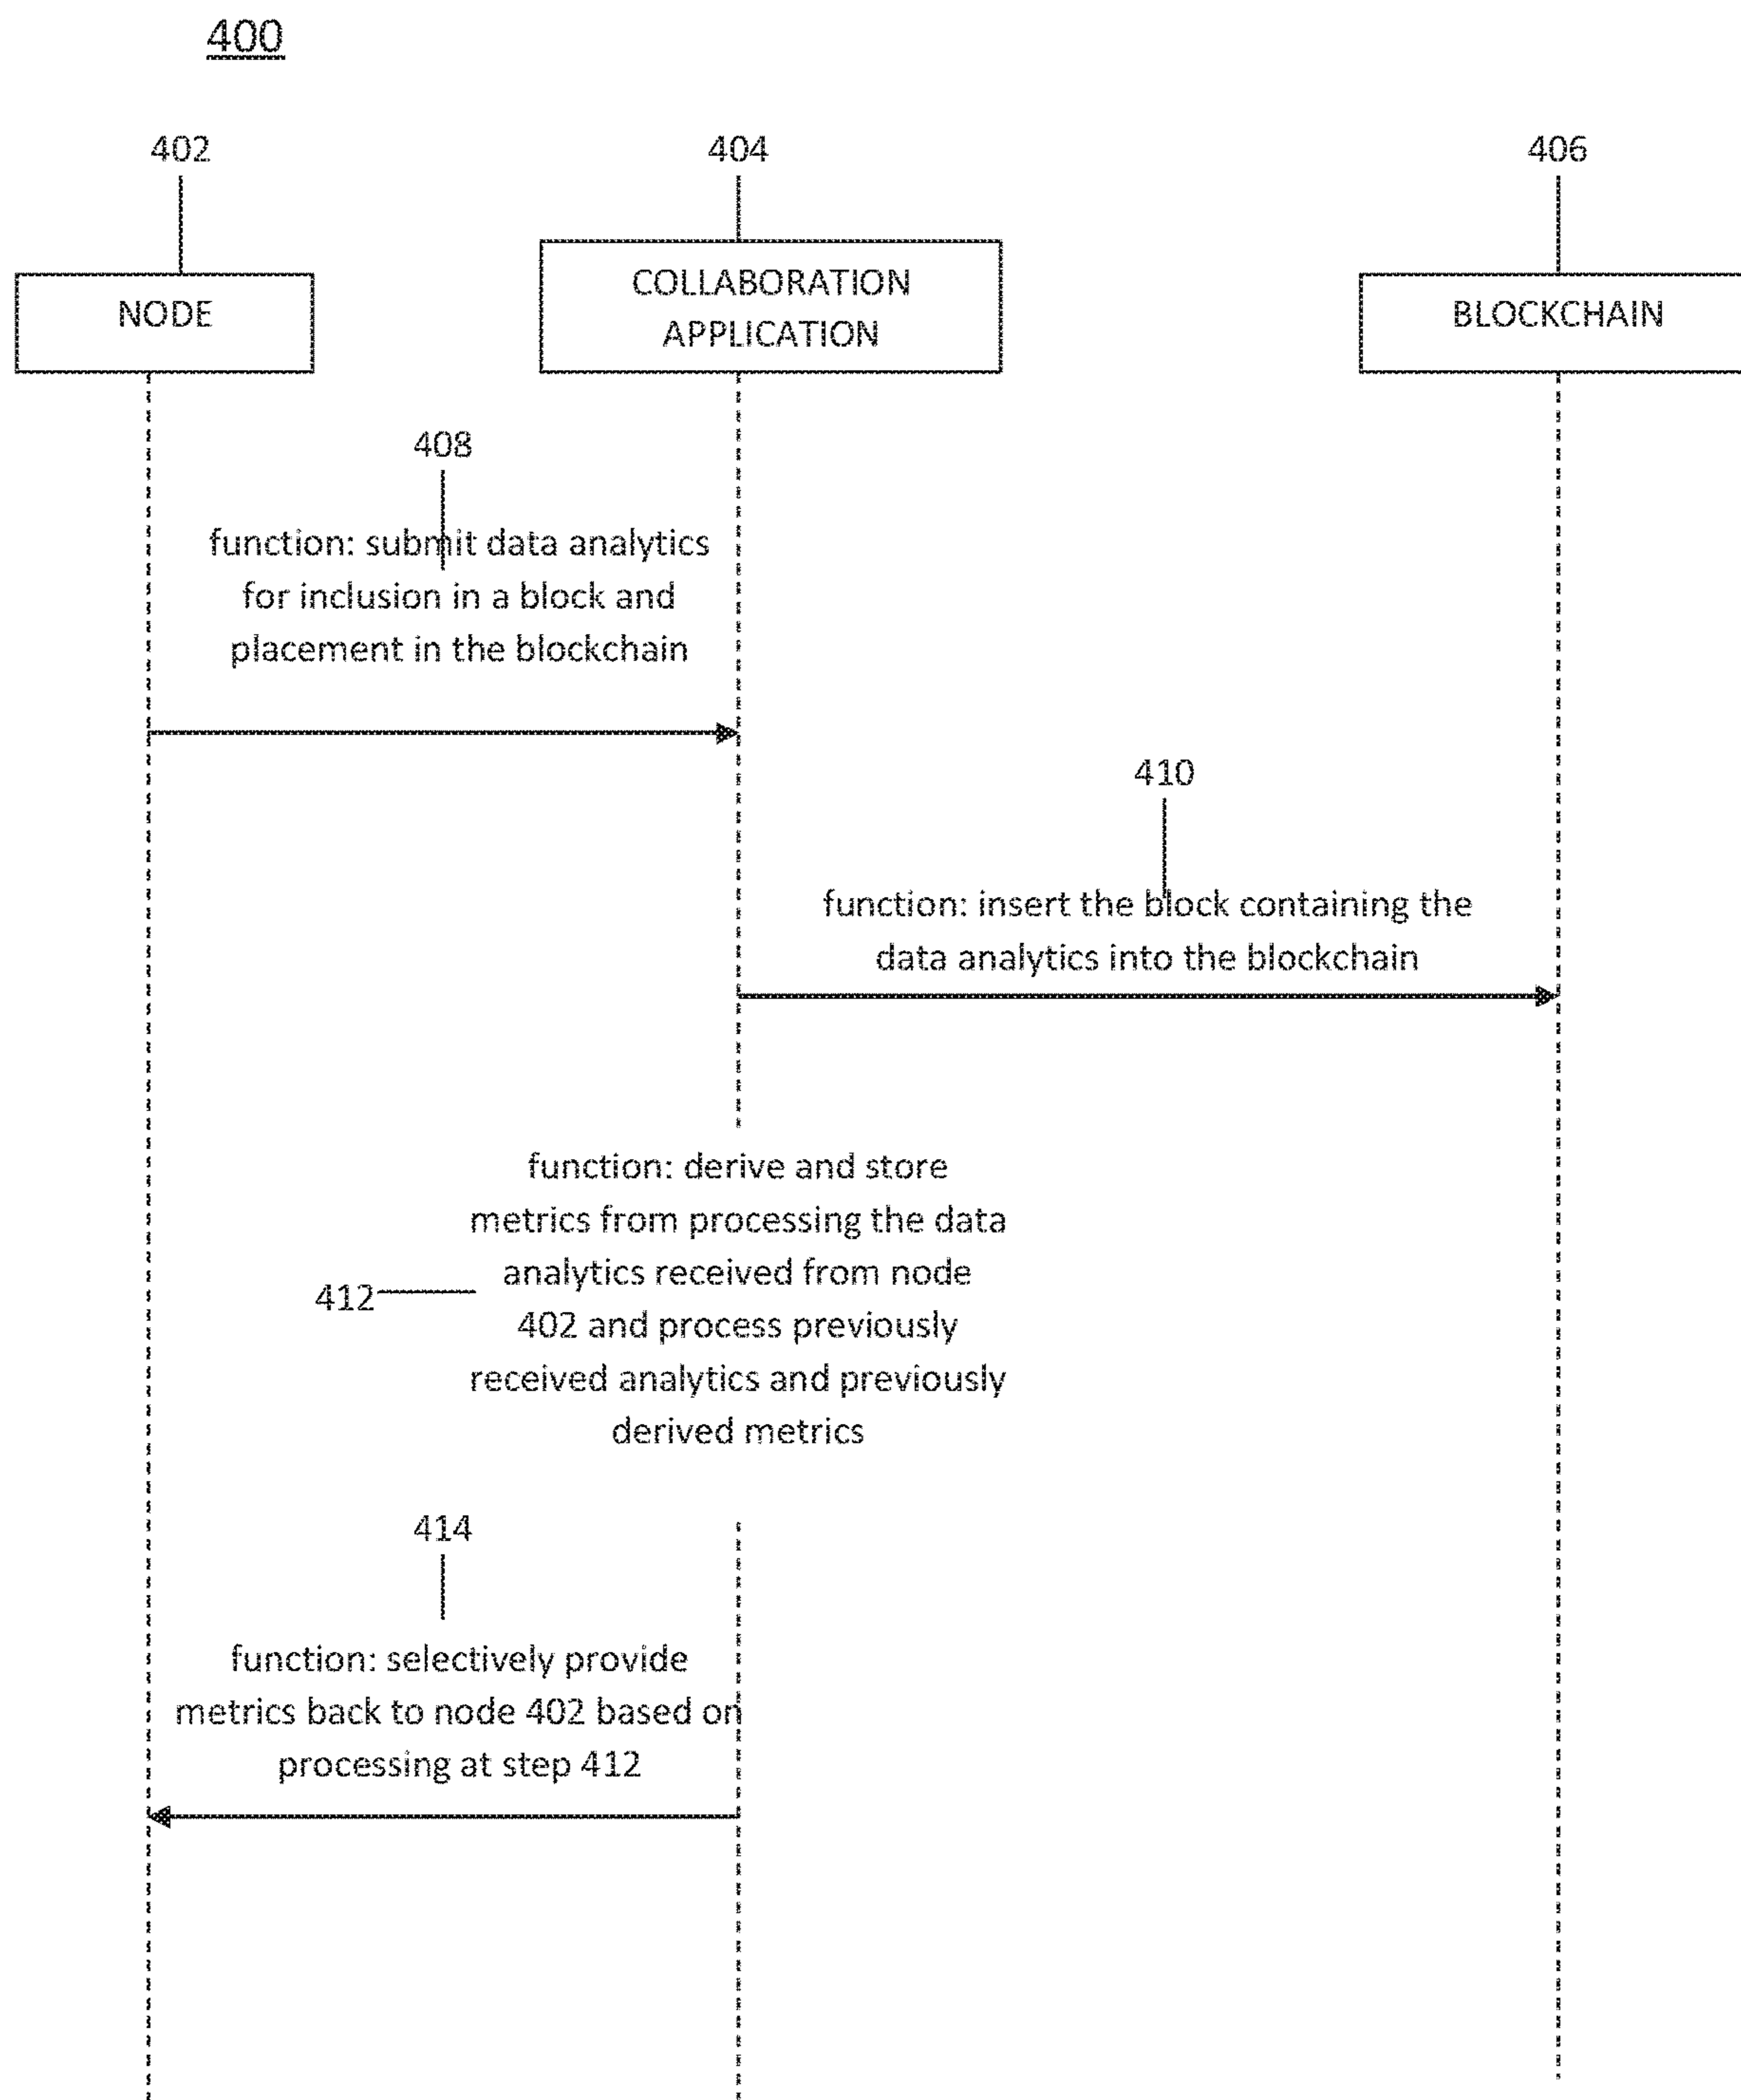 400
402
404
406
NODE
COLLABORATION
APPLICATION
BLOCKCHAIN
408
function: submit data analytics
for inclusion in a block and
placement in the blockchain
410
function: insert the block containing the
data analytics into the blockchain
function: derive and store
metrics from processing the data
analytics received from node
412
402 and process previously
received analytics and previously
derived metrics
414
function: selectively provide
metrics back to node 402 based on
processing at step 412